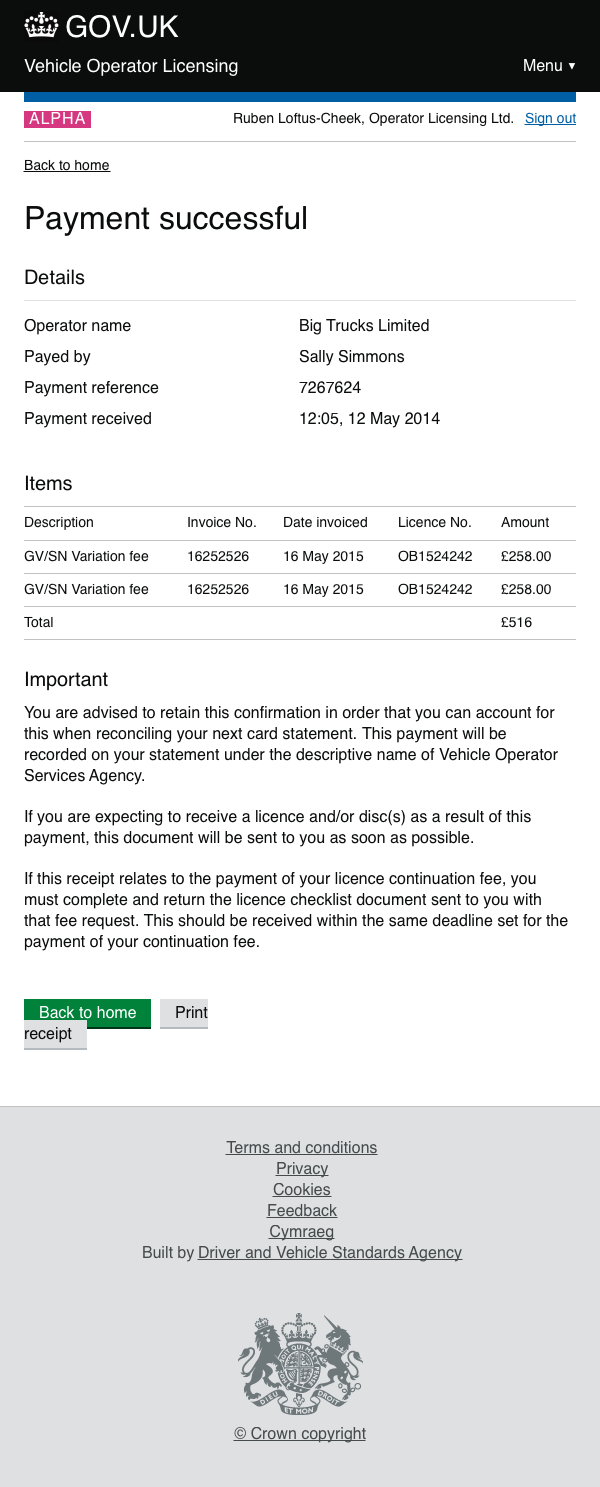 GOV.UK
Vehicle Operator Licensing
Menu ▼
ALPHA
Ruben Loftus-Cheek, Operator Licensing Ltd. Sign out
Back to home
Payment successful
Details
Operator name Big Trucks Limited
Payed by Sally Simmons
Payment reference 7267624
Payment received 12:05, 12 May 2014
Items
Description Invoice No. Date invoiced Licence No. Amount
GV/SN Variation fee 16252526 16 May 2015 OB1524242 £258.00
GV/SN Variation fee 16252526 16 May 2015 OB1524242 £258.00
Total £516
Important
You are advised to retain this confirmation in order that you can account for
this when reconciling your next card statement. This payment will be
recorded on your statement under the descriptive name of Vehicle Operator
Services Agency.
If you are expecting to receive a licence and/or disc(s) as a result of this
payment, this document will be sent to you as soon as possible.
If this receipt relates to the payment of your licence continuation fee, you
must complete and return the licence checklist document sent to you with
that fee request. This should be received within the same deadline set for the
payment of your continuation fee.
Back to home Print
receipt
Terms and conditions
Privacy
Cookies
Feedback
Cymraeg
Built by Driver and Vehicle Standards Agency
DIEU ET MON DROIT
© Crown copyright